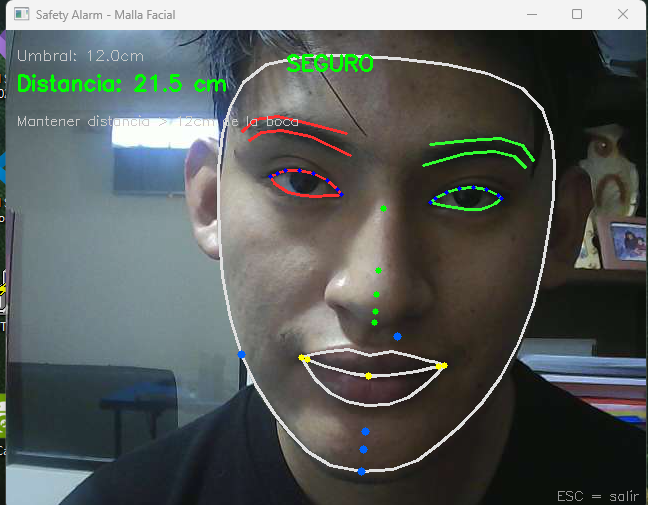 Safety Alarm - Malla Facial
Umbral: 12.0cm
SEGURO
Distancia: 21.5 cm
Mantener distancia > 12cm de la boca
ESC = salir